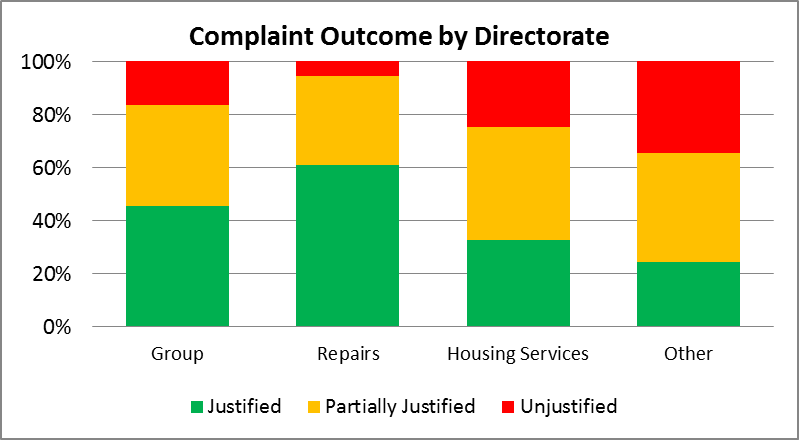 Complaint Outcome by Directorate
100%
80%
60%
40%
20%
0%
Group Repairs Housing Services Other
Justified Partially Justified Unjustified